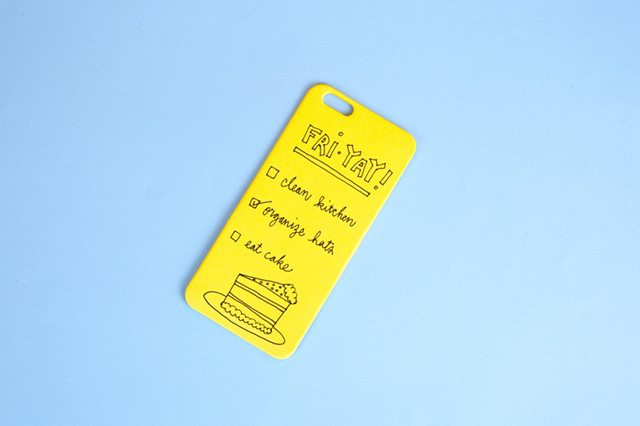 FRI-YAY!
clean kitchen
organize hats
eat cake